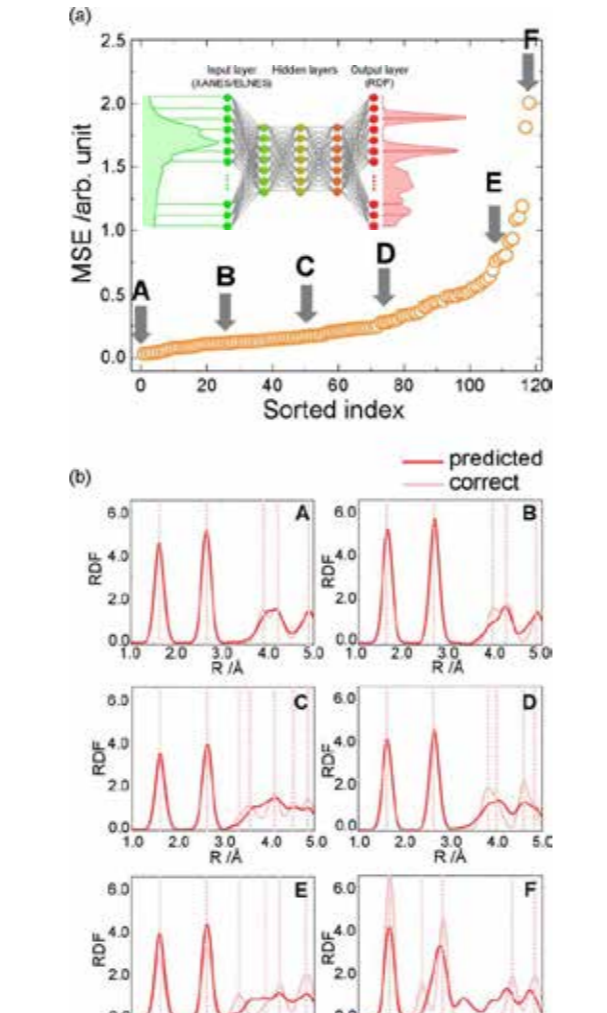 (a)
F
2.5
Input layer Hidden layers Output layer
(XANES/ELNES) (RDF)
2.0
MSE /arb. unit
1.5
E
1.0
D
C
B
A
0.5
0.0
0 20 40 60 80 100 120
Sorted index
(b)
predicted
correct
6.0 A
4.0
RDF
2.0
0.0
1.0 2.0 3.0 4.0 5.0
R /Å
6.0 B
4.0
RDF
2.0
0.0
1.0 2.0 3.0 4.0 5.0
R /Å
6.0 C
4.0
RDF
2.0
0.0
1.0 2.0 3.0 4.0 5.0
R /Å
6.0 D
4.0
RDF
2.0
0.0
1.0 2.0 3.0 4.0 5.0
R /Å
6.0 E
4.0
RDF
2.0
6.0 F
4.0
RDF
2.0